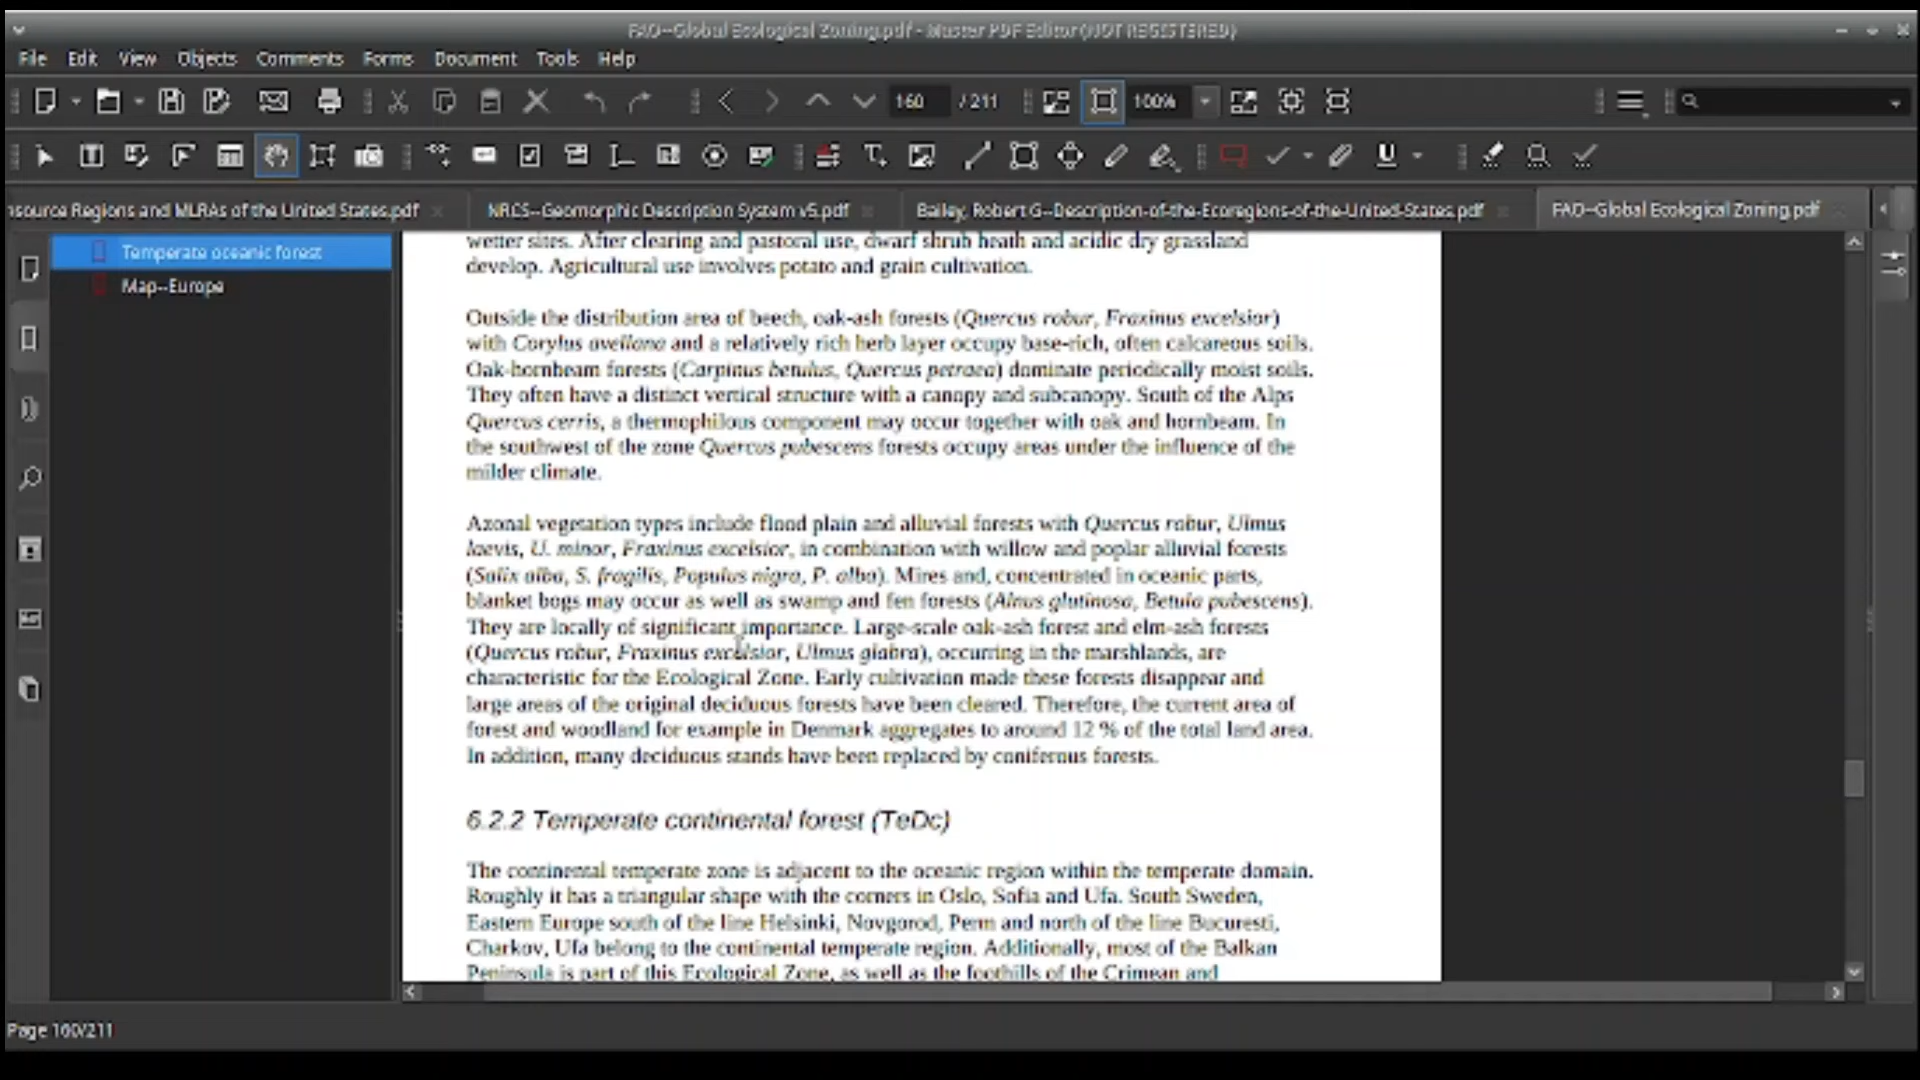 FAO--Global Ecological Zoning.pdf - Master PDF Editor (NOT REGISTERED)
File Edit View Objects Comments Forms Document Tools Help
160 / 211 100%
source Regions and MLRAs of the United States.pdf NRCS--Geomorphic Description System v5.pdf Bailey, Robert G--Description-of-the-Ecoregions-of-the-United-States.pdf FAO--Global Ecological Zoning.pdf
Temperate oceanic forest
Map--Europe
wetter sites. After clearing and pastoral use, dwarf shrub heath and acidic dry grassland
develop. Agricultural use involves potato and grain cultivation.
Outside the distribution area of beech, oak-ash forests (Quercus robur, Fraxinus excelsior)
with Corylus avellana and a relatively rich herb layer occupy base-rich, often calcareous soils.
Oak-hornbeam forests (Carpinus betulus, Quercus petraea) dominate periodically moist soils.
They often have a distinct vertical structure with a canopy and subcanopy. South of the Alps
Quercus cerris, a thermophilous component may occur together with oak and hornbeam. In
the southwest of the zone Quercus pubescens forests occupy areas under the influence of the
milder climate.
Azonal vegetation types include flood plain and alluvial forests with Quercus robur, Ulmus
laevis, U. minor, Fraxinus excelsior, in combination with willow and poplar alluvial forests
(Salix alba, S. fragilis, Populus nigra, P. alba). Mires and, concentrated in oceanic parts,
blanket bogs may occur as well as swamp and fen forests (Alnus glutinosa, Betula pubescens).
They are locally of significant importance. Large-scale oak-ash forest and elm-ash forests
(Quercus robur, Fraxinus excelsior, Ulmus glabra), occurring in the marshlands, are
characteristic for the Ecological Zone. Early cultivation made these forests disappear and
large areas of the original deciduous forests have been cleared. Therefore, the current area of
forest and woodland for example in Denmark aggregates to around 12 % of the total land area.
In addition, many deciduous stands have been replaced by coniferous forests.
6.2.2 Temperate continental forest (TeDc)
The continental temperate zone is adjacent to the oceanic region within the temperate domain.
Roughly it has a triangular shape with the corners in Oslo, Sofia and Ufa. South Sweden,
Eastern Europe south of the line Helsinki, Novgorod, Perm and north of the line Bucuresti,
Charkov, Ufa belong to the continental temperate region. Additionally, most of the Balkan
Peninsula is part of this Ecological Zone, as well as the foothills of the Crimean and
Page 160/211